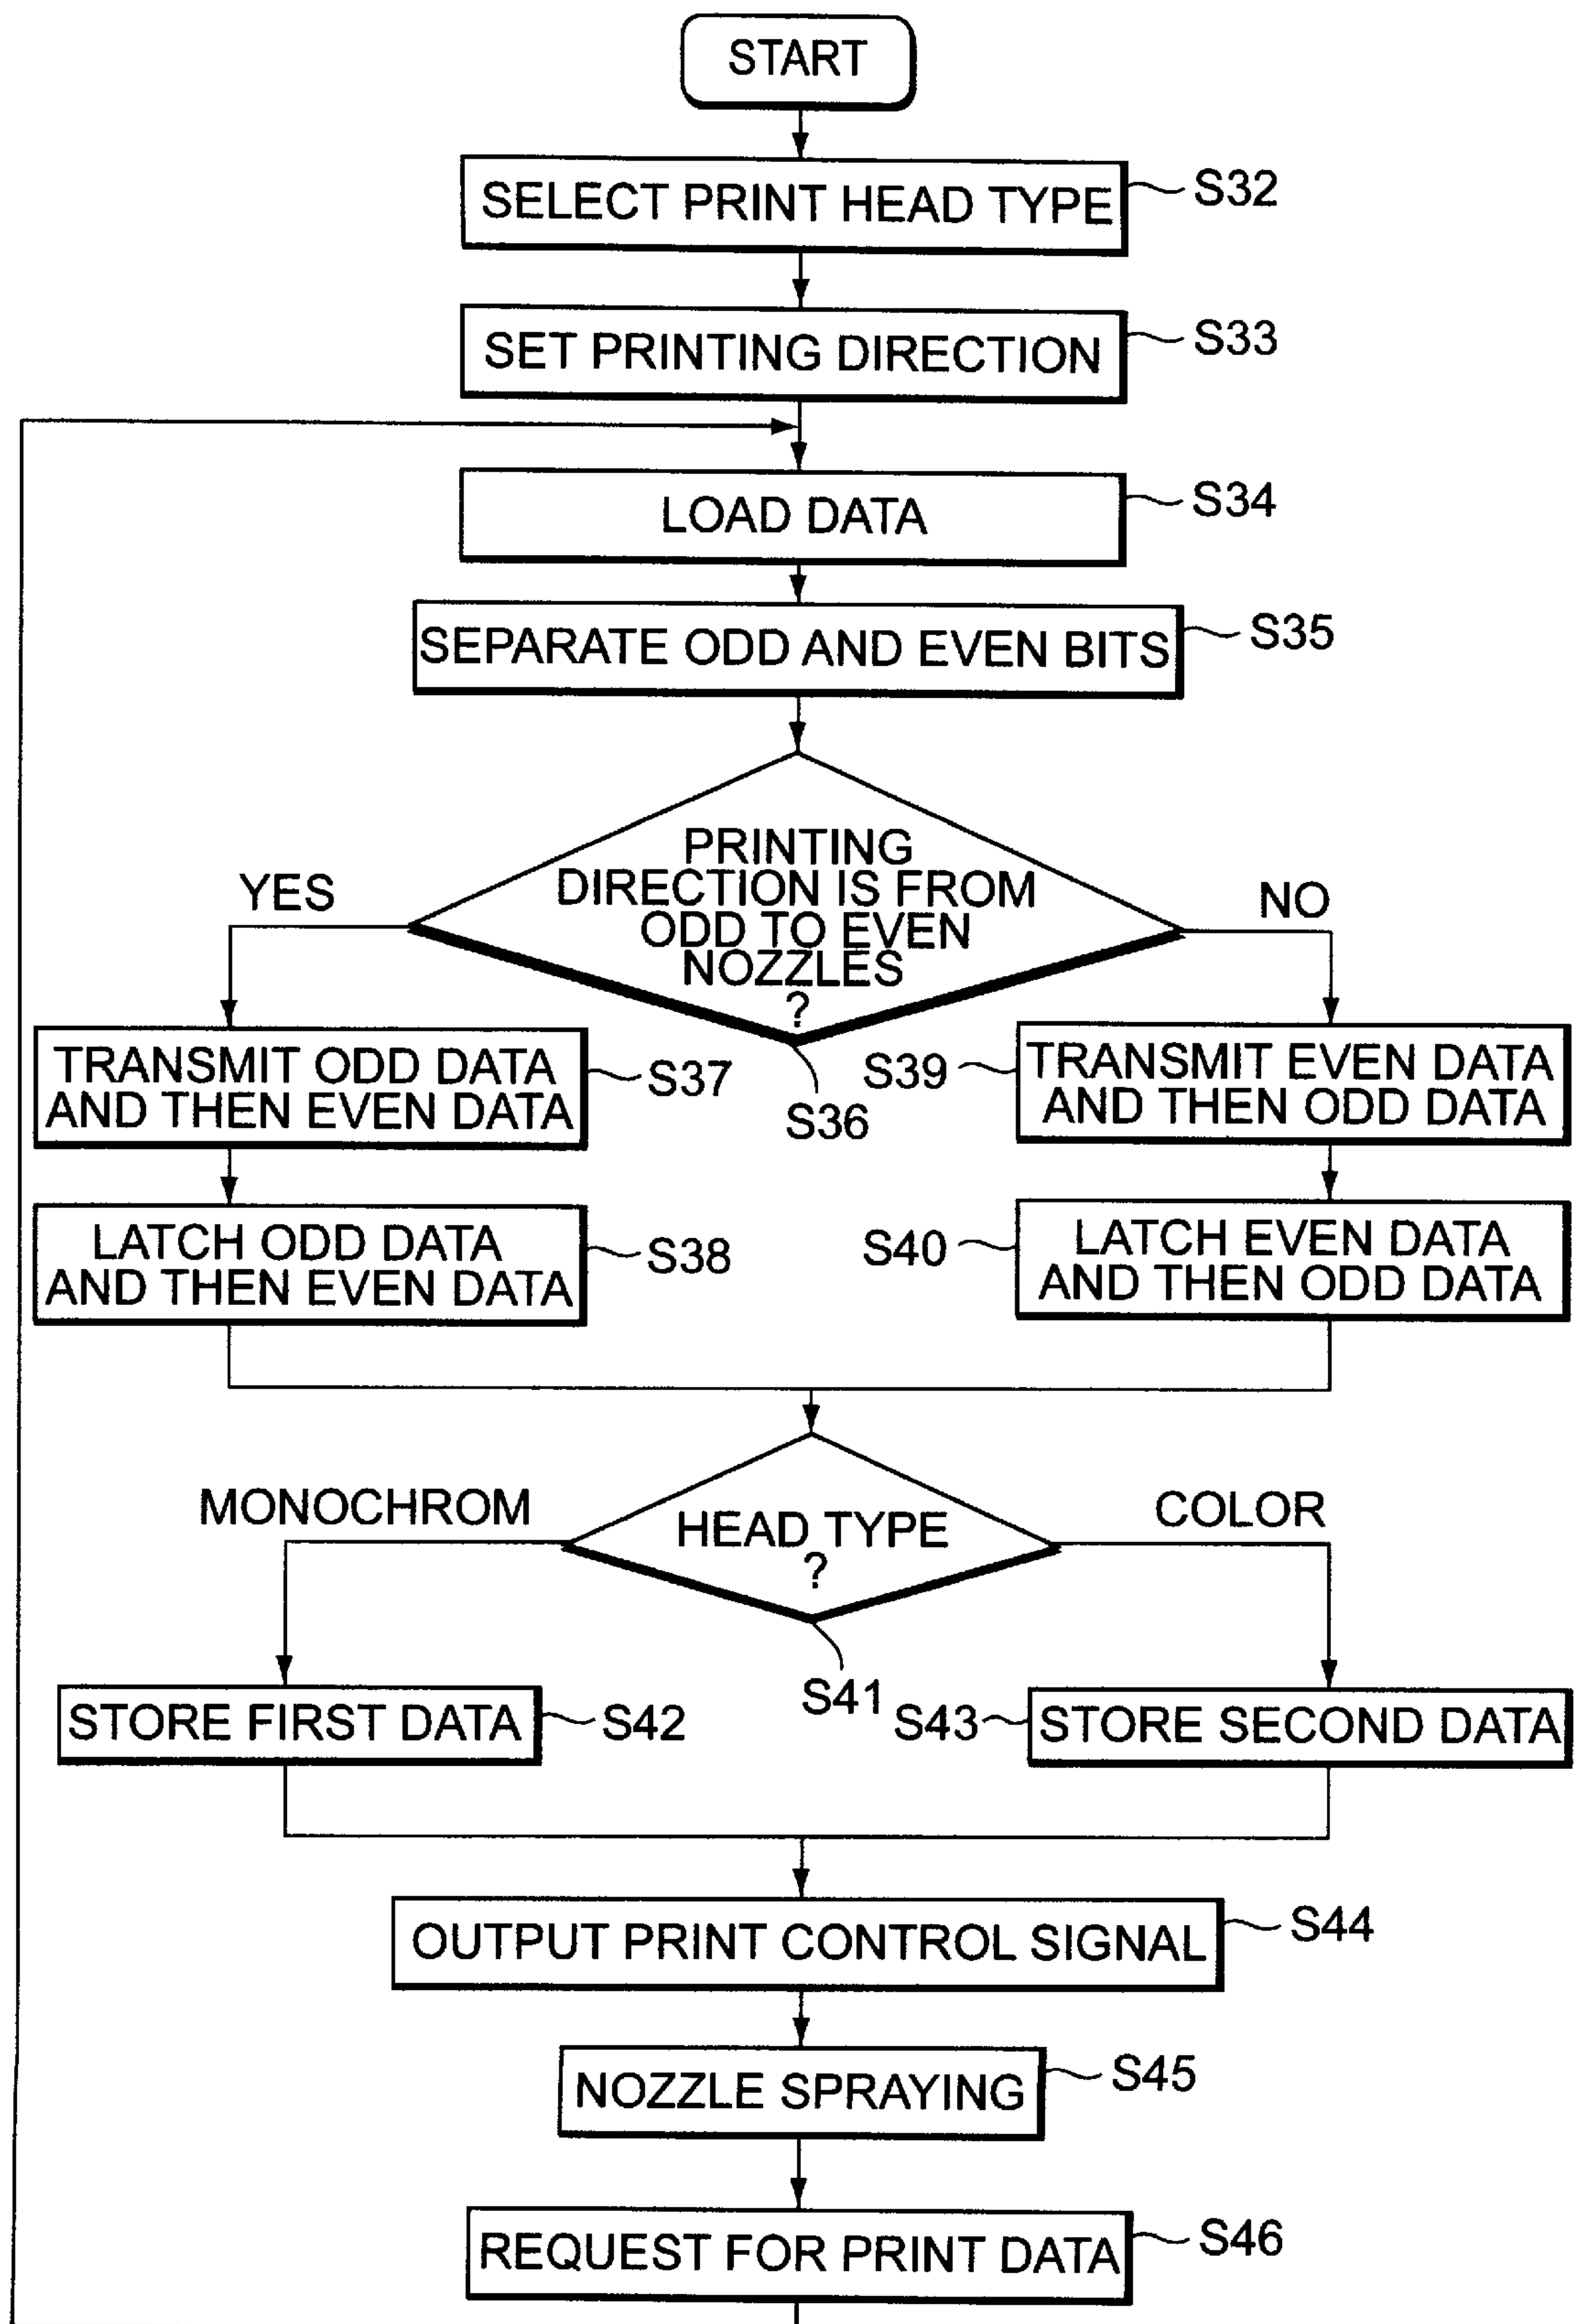 START
SELECT PRINT HEAD TYPE
S32
SET PRINTING DIRECTION
S33
LOAD DATA
S34
SEPARATE ODD AND EVEN BITS
S35
PRINTING
DIRECTION IS FROM
ODD TO EVEN
NOZZLES
?
YES
NO
S36
TRANSMIT ODD DATA
AND THEN EVEN DATA
S37
S39
TRANSMIT EVEN DATA
AND THEN ODD DATA
LATCH ODD DATA
AND THEN EVEN DATA
S38
S40
LATCH EVEN DATA
AND THEN ODD DATA
MONOCHROM
HEAD TYPE
?
COLOR
S41
STORE FIRST DATA
S42
S43
STORE SECOND DATA
OUTPUT PRINT CONTROL SIGNAL
S44
NOZZLE SPRAYING
S45
REQUEST FOR PRINT DATA
S46